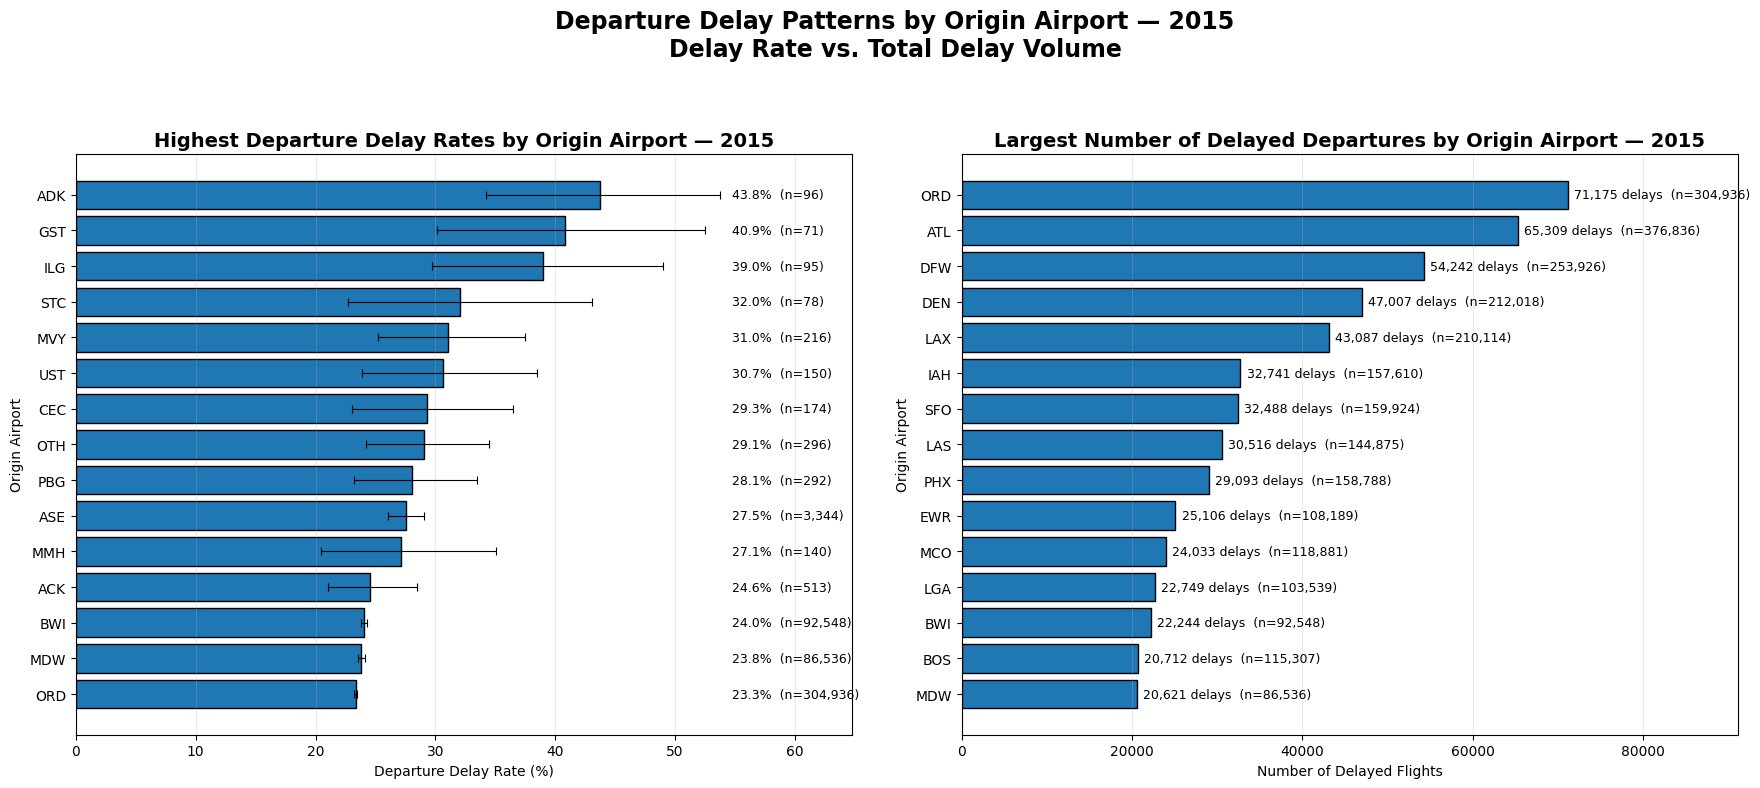 Departure Delay Patterns by Origin Airport — 2015
Delay Rate vs. Total Delay Volume
Highest Departure Delay Rates by Origin Airport — 2015
Origin Airport
ADK 43.8% (n=96)
GST 40.9% (n=71)
ILG 39.0% (n=95)
STC 32.0% (n=78)
MVY 31.0% (n=216)
UST 30.7% (n=150)
CEC 29.3% (n=174)
OTH 29.1% (n=296)
PBG 28.1% (n=292)
ASE 27.5% (n=3,344)
MMH 27.1% (n=140)
ACK 24.6% (n=513)
BWI 24.0% (n=92,548)
MDW 23.8% (n=86,536)
ORD 23.3% (n=304,936)
0 10 20 30 40 50 60
Departure Delay Rate (%)
Largest Number of Delayed Departures by Origin Airport — 2015
Origin Airport
ORD 71,175 delays (n=304,936)
ATL 65,309 delays (n=376,836)
DFW 54,242 delays (n=253,926)
DEN 47,007 delays (n=212,018)
LAX 43,087 delays (n=210,114)
IAH 32,741 delays (n=157,610)
SFO 32,488 delays (n=159,924)
LAS 30,516 delays (n=144,875)
PHX 29,093 delays (n=158,788)
EWR 25,106 delays (n=108,189)
MCO 24,033 delays (n=118,881)
LGA 22,749 delays (n=103,539)
BWI 22,244 delays (n=92,548)
BOS 20,712 delays (n=115,307)
MDW 20,621 delays (n=86,536)
0 20000 40000 60000 80000
Number of Delayed Flights